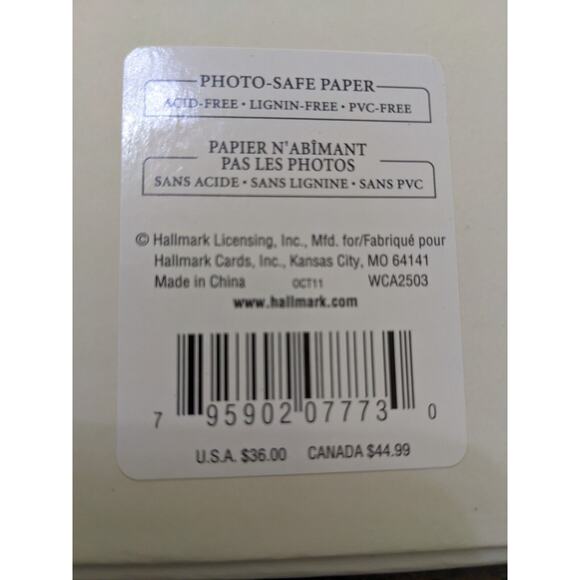 PHOTO-SAFE PAPER
ACID-FREE • LIGNIN-FREE • PVC-FREE
PAPIER N'ABÎMANT
PAS LES PHOTOS
SANS ACIDE • SANS LIGNINE • SANS PVC
© Hallmark Licensing, Inc., Mfd. for/Fabriqué pour
Hallmark Cards, Inc., Kansas City, MO 64141
Made in China OCT11 WCA2503
www.hallmark.com
7 95902 07773 0
U.S.A. $36.00 CANADA $44.99